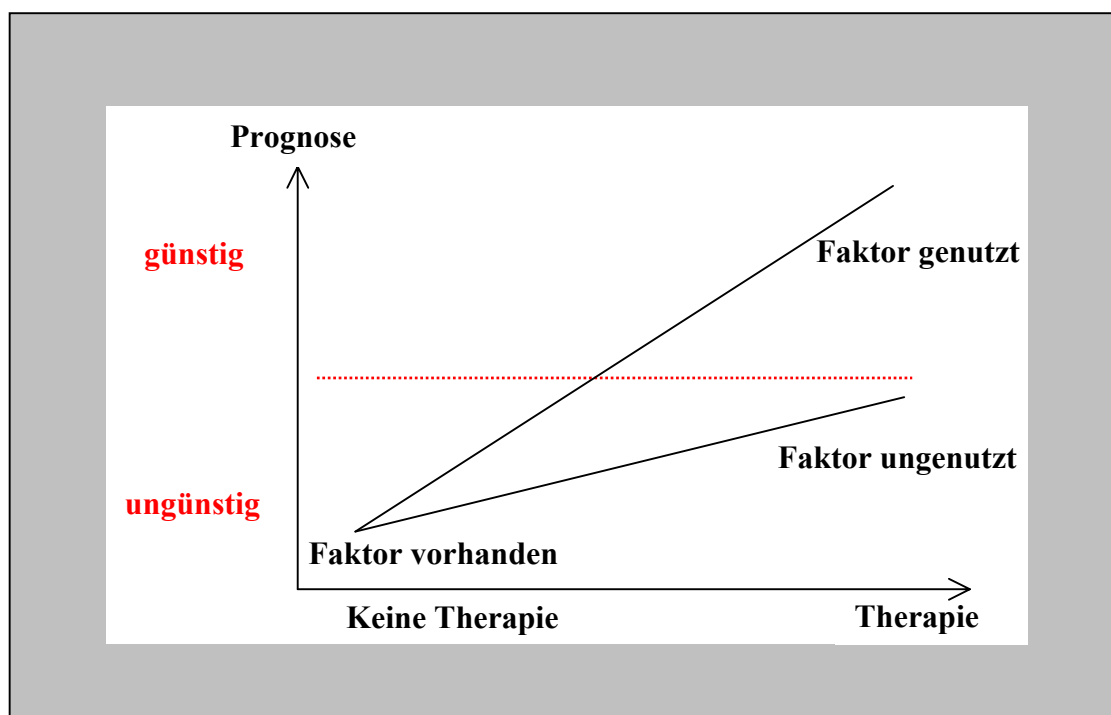 Prognose
günstig
Faktor genutzt
Faktor ungenutzt
ungünstig
Faktor vorhanden
Keine Therapie
Therapie